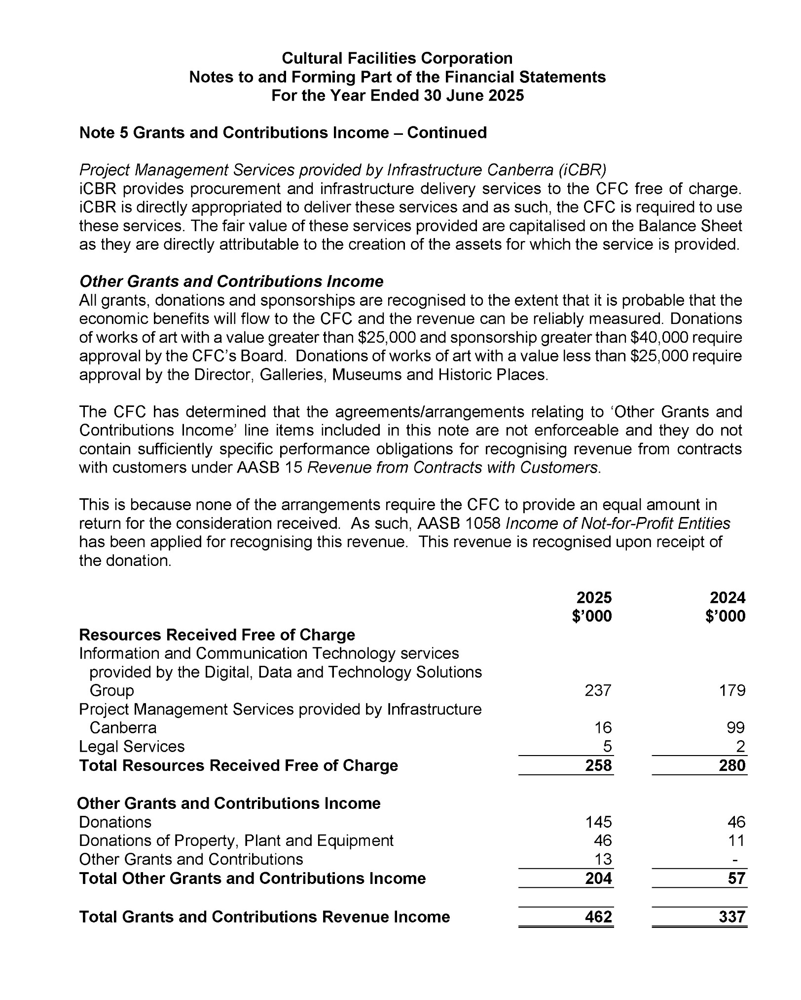 Cultural Facilities Corporation
Notes to and Forming Part of the Financial Statements
For the Year Ended 30 June 2025
Note 5 Grants and Contributions Income – Continued
Project Management Services provided by Infrastructure Canberra (iCBR)
iCBR provides procurement and infrastructure delivery services to the CFC free of charge.
iCBR is directly appropriated to deliver these services and as such, the CFC is required to use
these services. The fair value of these services provided are capitalised on the Balance Sheet
as they are directly attributable to the creation of the assets for which the service is provided.
Other Grants and Contributions Income
All grants, donations and sponsorships are recognised to the extent that it is probable that the
economic benefits will flow to the CFC and the revenue can be reliably measured. Donations
of works of art with a value greater than $25,000 and sponsorship greater than $40,000 require
approval by the CFC’s Board. Donations of works of art with a value less than $25,000 require
approval by the Director, Galleries, Museums and Historic Places.
The CFC has determined that the agreements/arrangements relating to ‘Other Grants and
Contributions Income’ line items included in this note are not enforceable and they do not
contain sufficiently specific performance obligations for recognising revenue from contracts
with customers under AASB 15 Revenue from Contracts with Customers.
This is because none of the arrangements require the CFC to provide an equal amount in
return for the consideration received. As such, AASB 1058 Income of Not-for-Profit Entities
has been applied for recognising this revenue. This revenue is recognised upon receipt of
the donation.
2025 2024
$’000 $’000
Resources Received Free of Charge
Information and Communication Technology services
provided by the Digital, Data and Technology Solutions
Group 237 179
Project Management Services provided by Infrastructure
Canberra 16 99
Legal Services 5 2
Total Resources Received Free of Charge 258 280
Other Grants and Contributions Income
Donations 145 46
Donations of Property, Plant and Equipment 46 11
Other Grants and Contributions 13 -
Total Other Grants and Contributions Income 204 57
Total Grants and Contributions Revenue Income 462 337